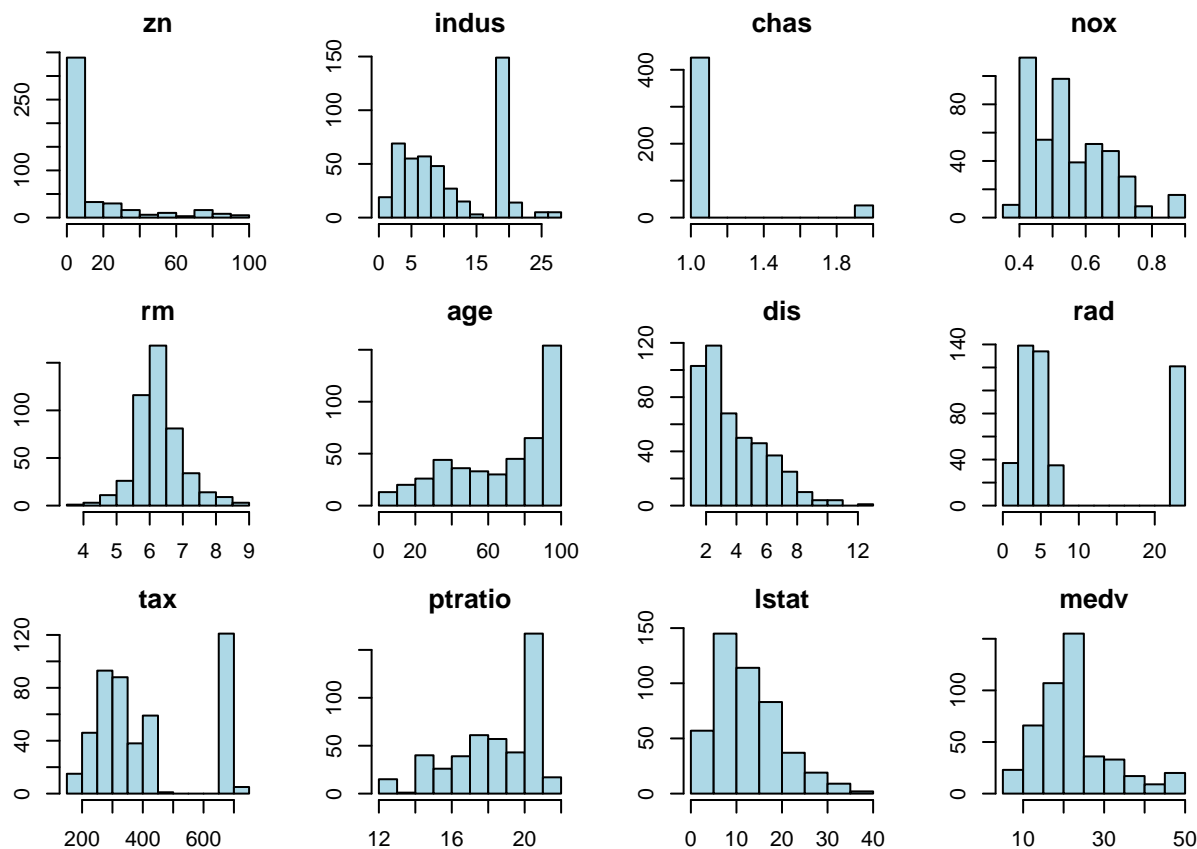 zn indus chas nox
0 100 250
0 20 60 100
0 50 100 150
0 5 15 25
0 200 400
1.0 1.4 1.8
0 40 80
0.4 0.6 0.8
rm age dis rad
0 50 100
4 5 6 7 8 9
0 50 100
0 20 60 100
0 40 80 120
2 4 6 8 12
0 40 80 140
0 5 10 20
tax ptratio lstat medv
0 40 80 120
200 400 600
0 50 100
12 16 20
0 50 100 150
0 10 20 30 40
0 50 100
10 30 50